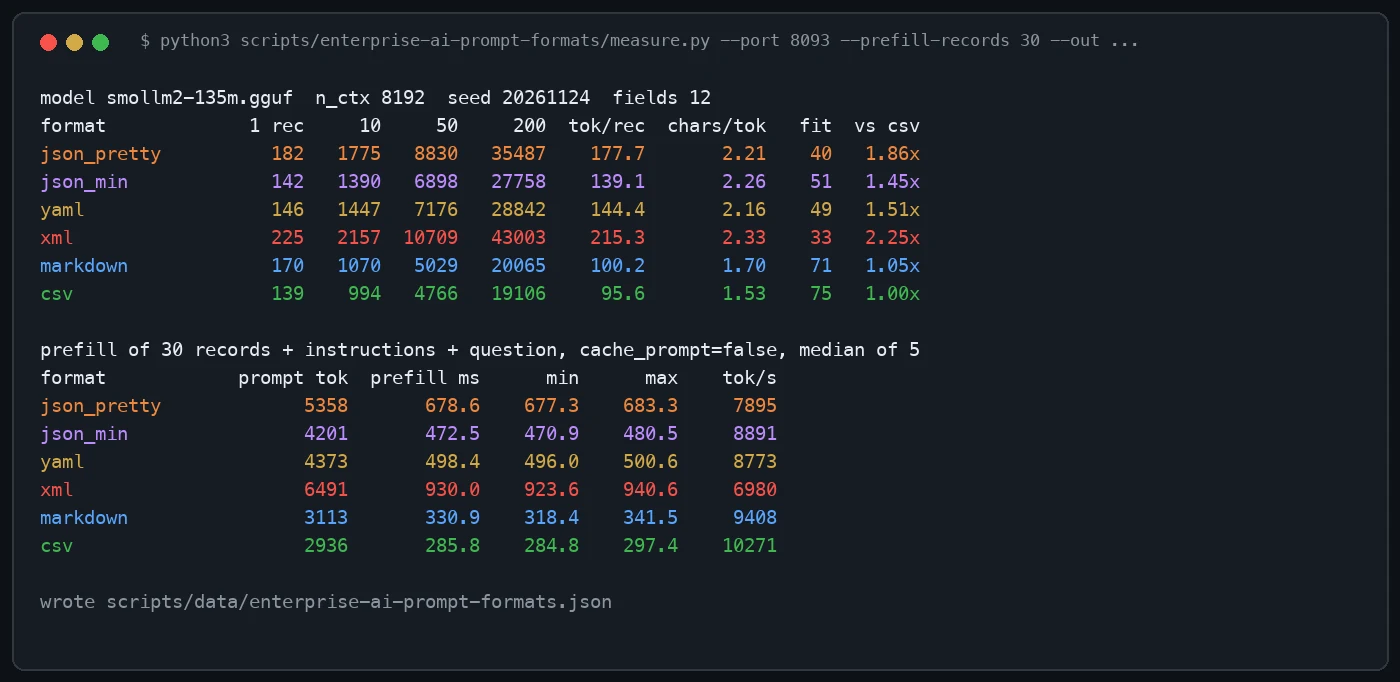 $ python3 scripts/enterprise-ai-prompt-formats/measure.py --port 8093 --prefill-records 30 --out ...
model smollm2-135m.gguf  n_ctx 8192  seed 20261124  fields 12
format             1 rec     10     50    200  tok/rec  chars/tok   fit  vs csv
json_pretty          182   1775   8830  35487    177.7       2.21    40   1.86x
json_min             142   1390   6898  27758    139.1       2.26    51   1.45x
yaml                 146   1447   7176  28842    144.4       2.16    49   1.51x
xml                  225   2157  10709  43003    215.3       2.33    33   2.25x
markdown             170   1070   5029  20065    100.2       1.70    71   1.05x
csv                  139    994   4766  19106     95.6       1.53    75   1.00x
prefill of 30 records + instructions + question, cache_prompt=false, median of 5
format            prompt tok  prefill ms      min      max    tok/s
json_pretty             5358       678.6    677.3    683.3     7895
json_min                4201       472.5    470.9    480.5     8891
yaml                    4373       498.4    496.0    500.6     8773
xml                     6491       930.0    923.6    940.6     6980
markdown                3113       330.9    318.4    341.5     9408
csv                     2936       285.8    284.8    297.4    10271
wrote scripts/data/enterprise-ai-prompt-formats.json